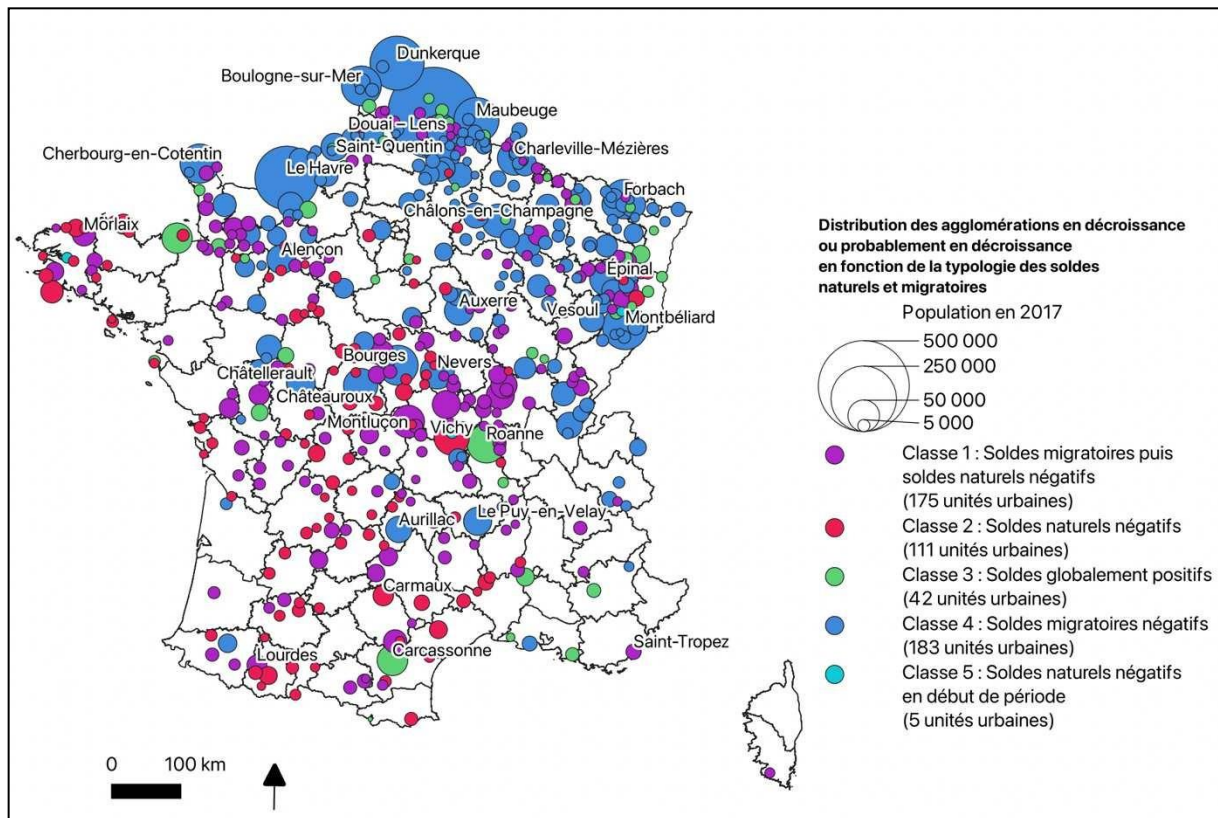 Dunkerque
Boulogne-sur-Mer
Maubeuge
Douai – Lens
Saint-Quentin
Charleville-Mézières
Cherbourg-en-Cotentin
Le Havre
Forbach
Châlons-en-Champagne
Morlaix
Alençon
Épinal
Auxerre
Vesoul
Montbéliard
Bourges
Nevers
Châtellerault
Châteauroux
Montluçon
Vichy
Roanne
Aurillac
Le Puy-en-Velay
Carmaux
Saint-Tropez
Lourdes
Carcassonne
0 100 km
Distribution des agglomérations en décroissance
ou probablement en décroissance
en fonction de la typologie des soldes
naturels et migratoires
Population en 2017
500 000
250 000
50 000
5 000
Classe 1 : Soldes migratoires puis
soldes naturels négatifs
(175 unités urbaines)
Classe 2 : Soldes naturels négatifs
(111 unités urbaines)
Classe 3 : Soldes globalement positifs
(42 unités urbaines)
Classe 4 : Soldes migratoires négatifs
(183 unités urbaines)
Classe 5 : Soldes naturels négatifs
en début de période
(5 unités urbaines)